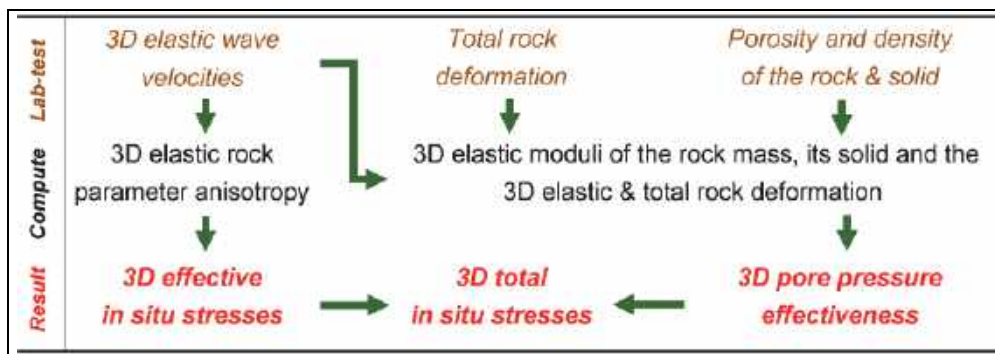 Lab-test
3D elastic wave
velocities
Total rock
deformation
Porosity and density
of the rock & solid
Compute
3D elastic rock
parameter anisotropy
3D elastic moduli of the rock mass, its solid and the
3D elastic & total rock deformation
Result
3D effective
in situ stresses
3D total
in situ stresses
3D pore pressure
effectiveness